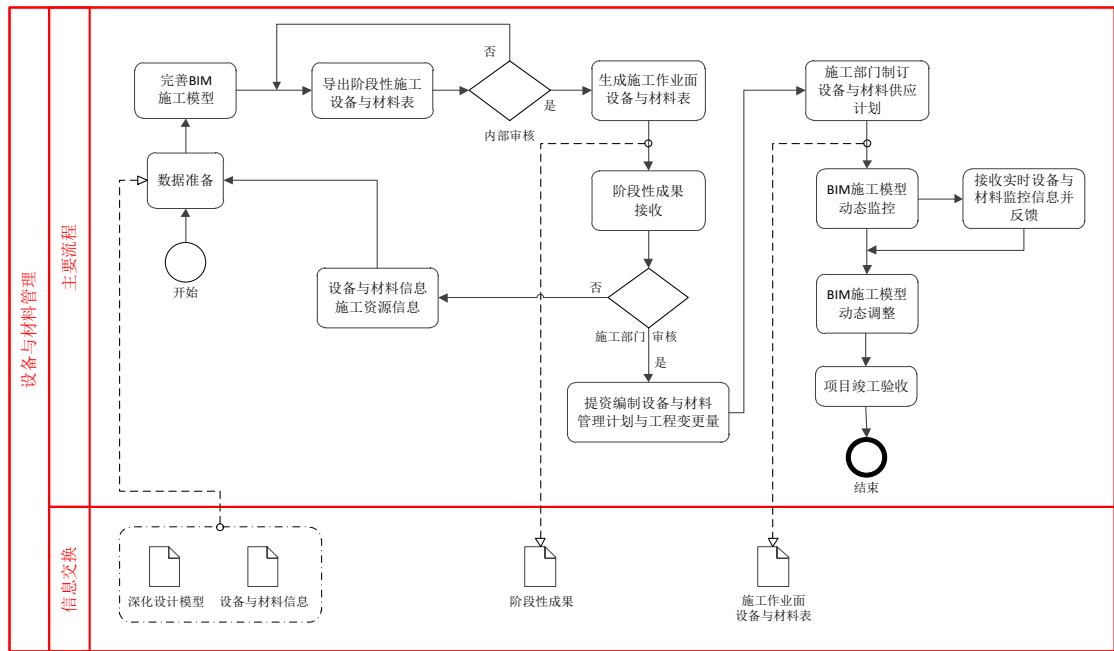 设备与材料管理
主要流程
完善BIM
施工模型
导出阶段性施工
设备与材料表
否
是
内部审核
生成施工作业面
设备与材料表
施工部门制订
设备与材料供应
计划
数据准备
开始
阶段性成果
接收
BIM施工模型
动态监控
接收实时设备与
材料监控信息并
反馈
设备与材料信息
施工资源信息
否
施工部门 审核
是
BIM施工模型
动态调整
提资编制设备与材料
管理计划与工程变更量
项目竣工验收
结束
信息交换
深化设计模型
设备与材料信息
阶段性成果
施工作业面
设备与材料表